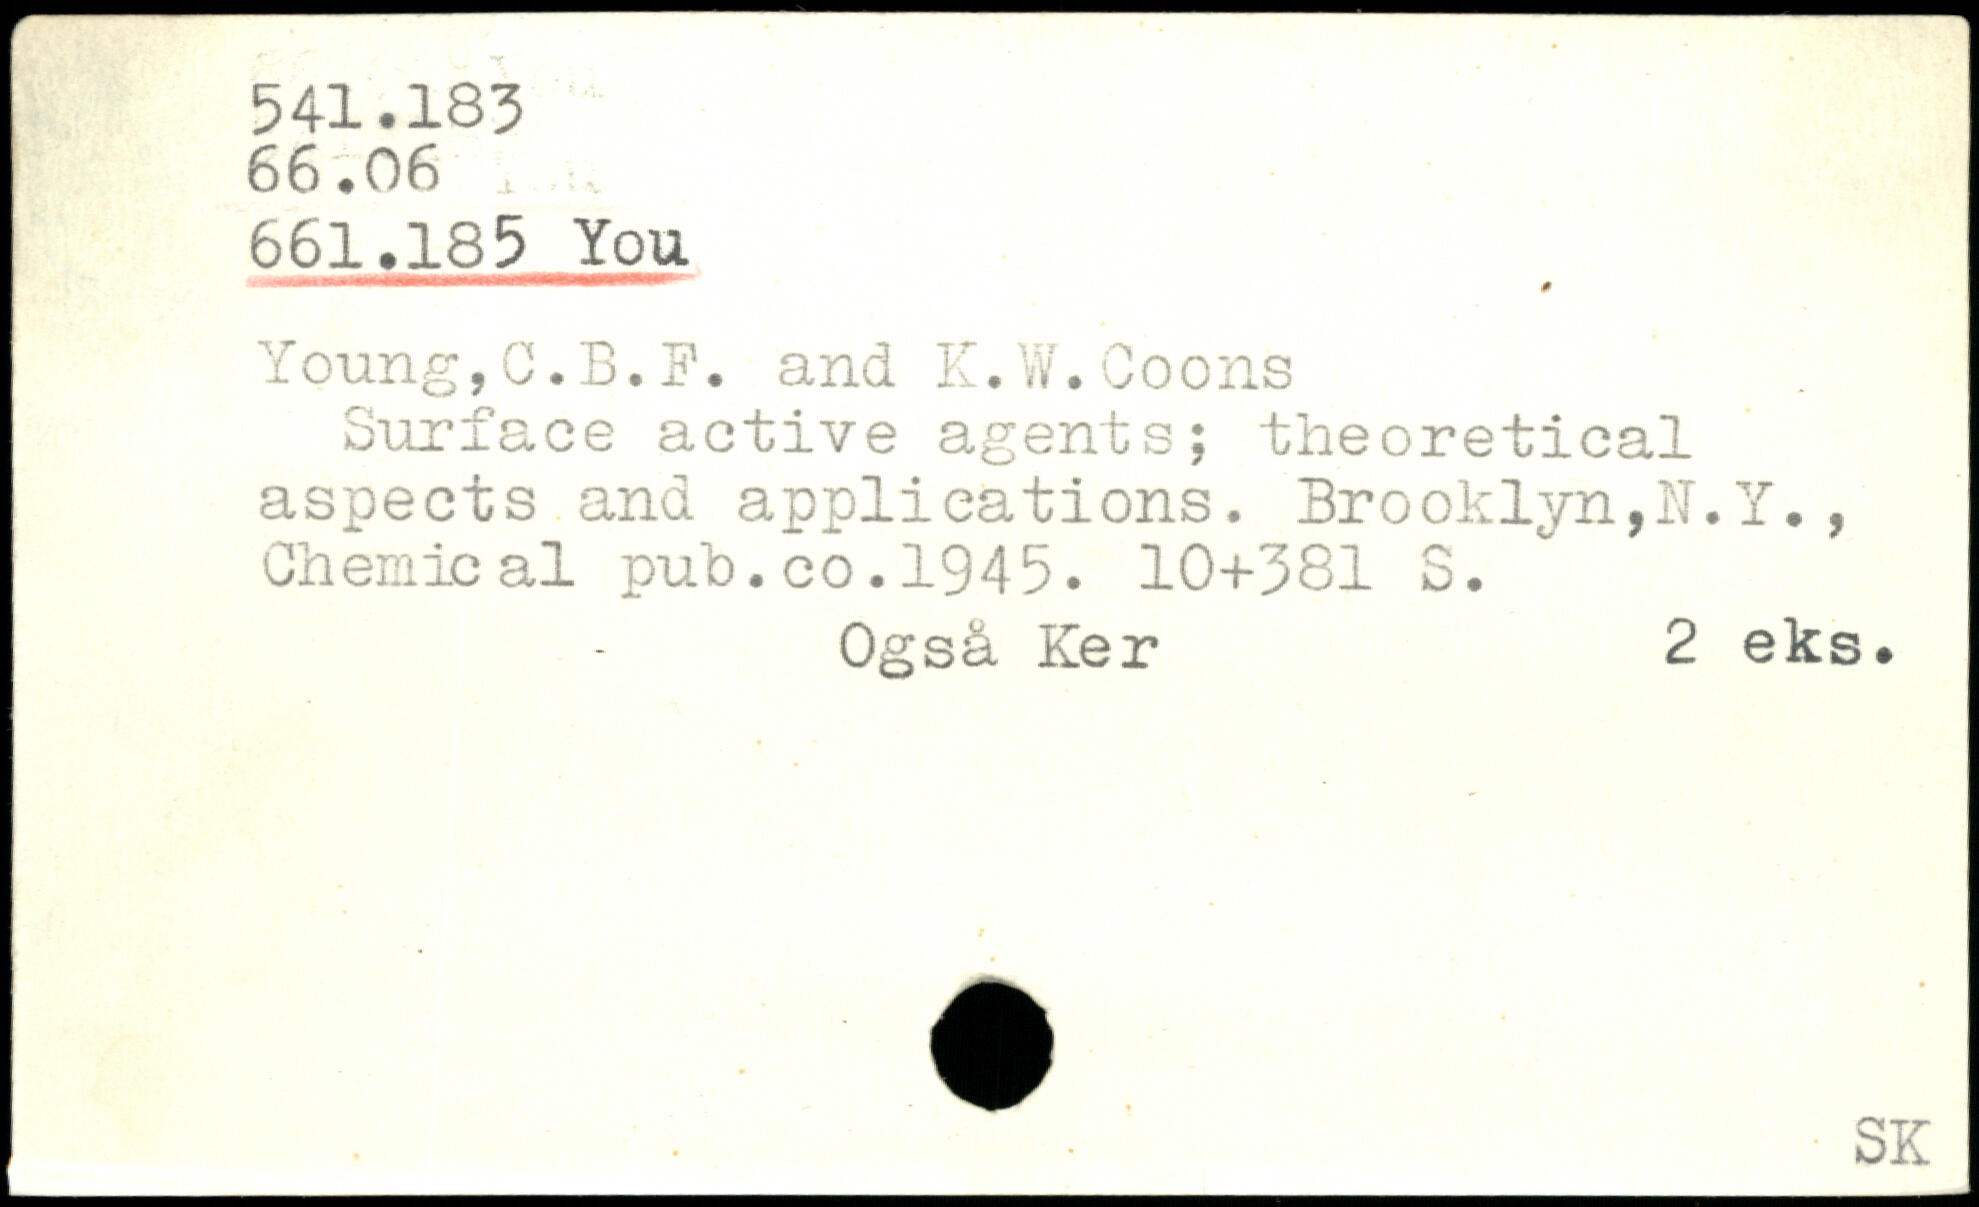 541.183
66.06
661.185 You
Young,C.B.F. and K.W.Coons
Surface active agents; theoretical
aspects and applications. Brooklyn,N.Y.,
Chemical pub.co.1945. 10+381 S.
Også Ker 2 eks.
SK